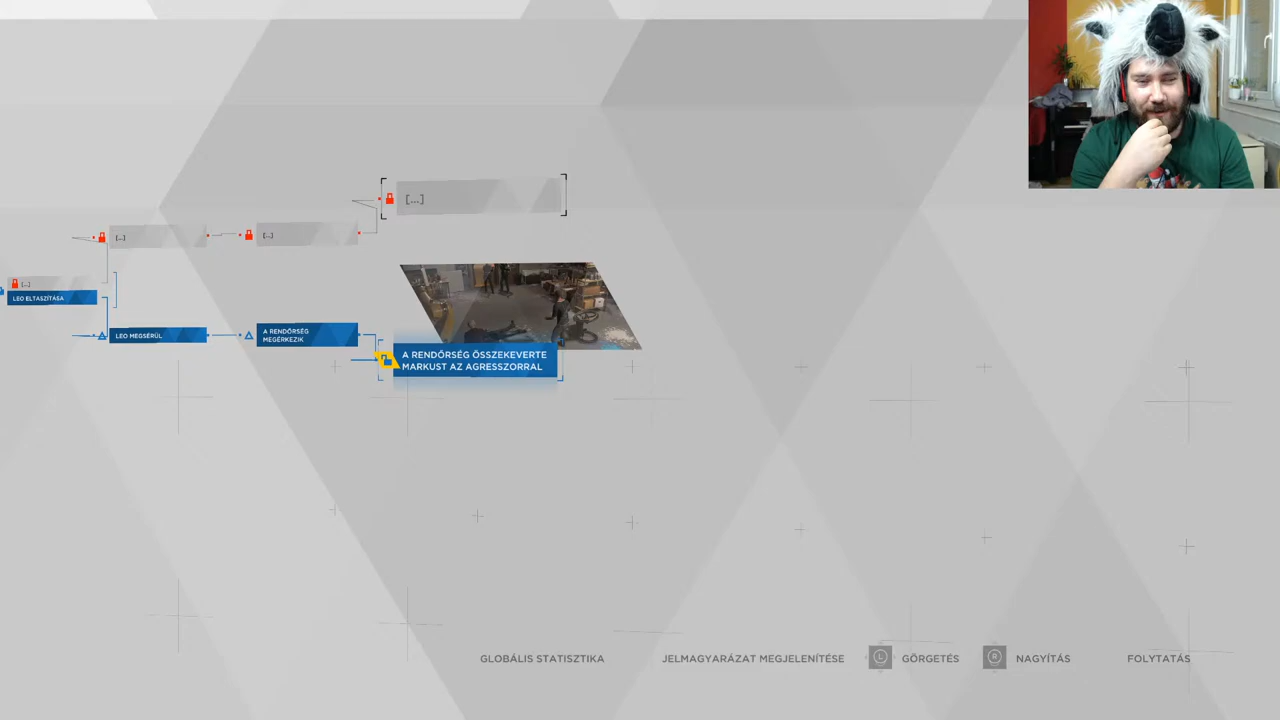 [...]
[...]
[...]
[...]
LEO ELTASZÍTÁSA
LEO MEGSÉRÜL
A RENDŐRSÉG
MEGÉRKEZIK
A RENDŐRSÉG ÖSSZEKEVERTE
MARKUST AZ AGRESSZORRAL
GLOBÁLIS STATISZTIKA
JELMAGYARÁZAT MEGJELENÍTÉSE
L
GÖRGETÉS
R
NAGYÍTÁS
FOLYTATÁS